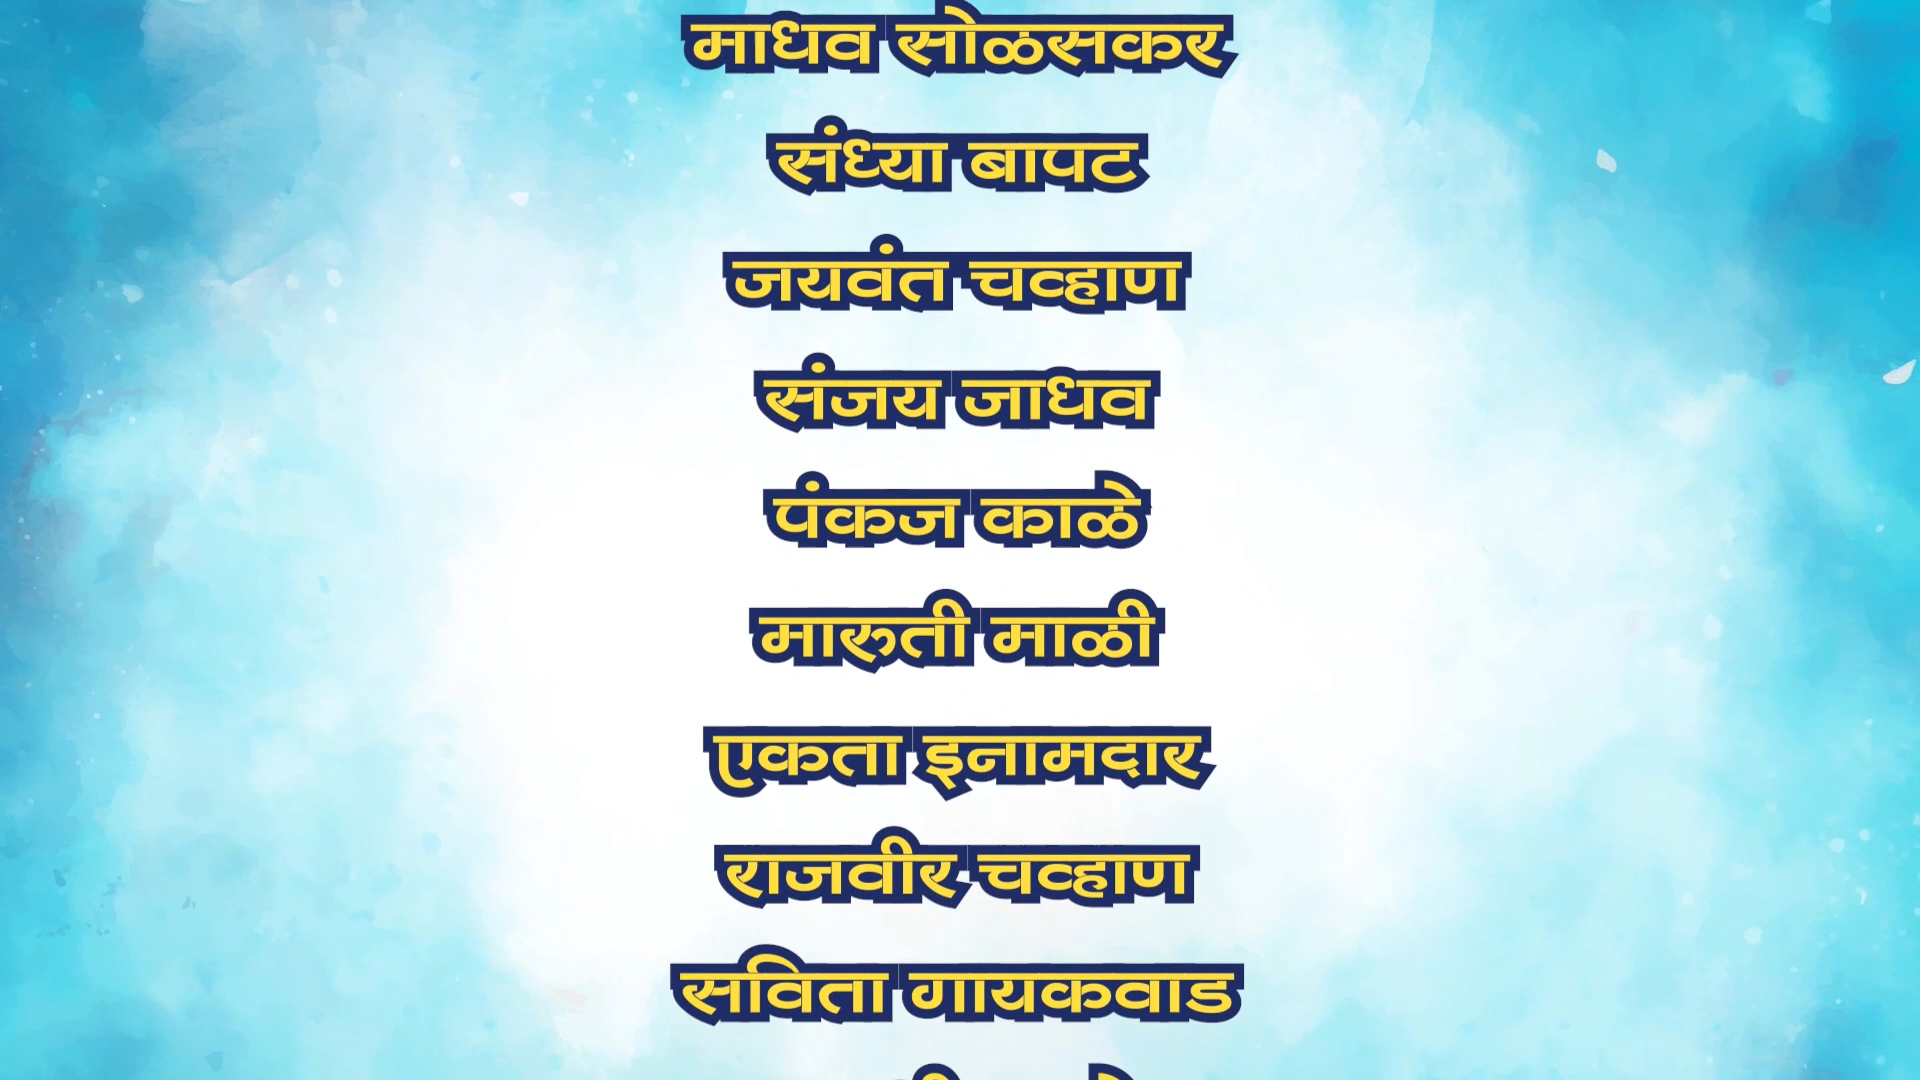 माधव सोळसकर
संध्या बापट
जयवंत चव्हाण
संजय जाधव
पंकज काळे
मारुती माळी
एकता इनामदार
राजवीर चव्हाण
सविता गायकवाड